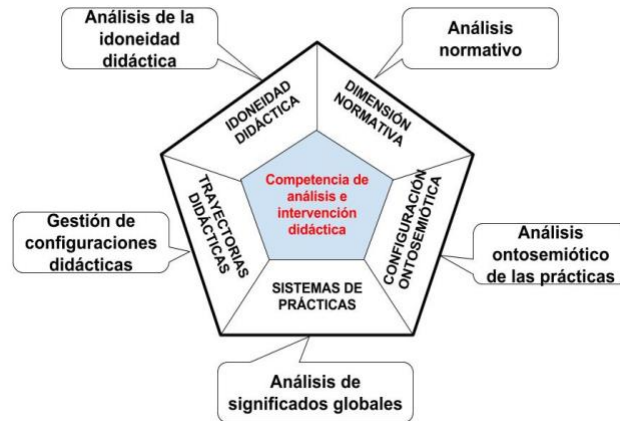 Análisis de la
idoneidad
didáctica
Análisis
normativo
IDONEIDAD
DIDÁCTICA
DIMENSIÓN
NORMATIVA
Competencia de
análisis e
intervención
didáctica
TRAYECTORIAS
DIDÁCTICAS
CONFIGURACIÓN
ONTOSEMIÓTICA
Gestión de
configuraciones
didácticas
Análisis
ontosemiótico
de las prácticas
SISTEMAS DE
PRÁCTICAS
Análisis de
significados globales